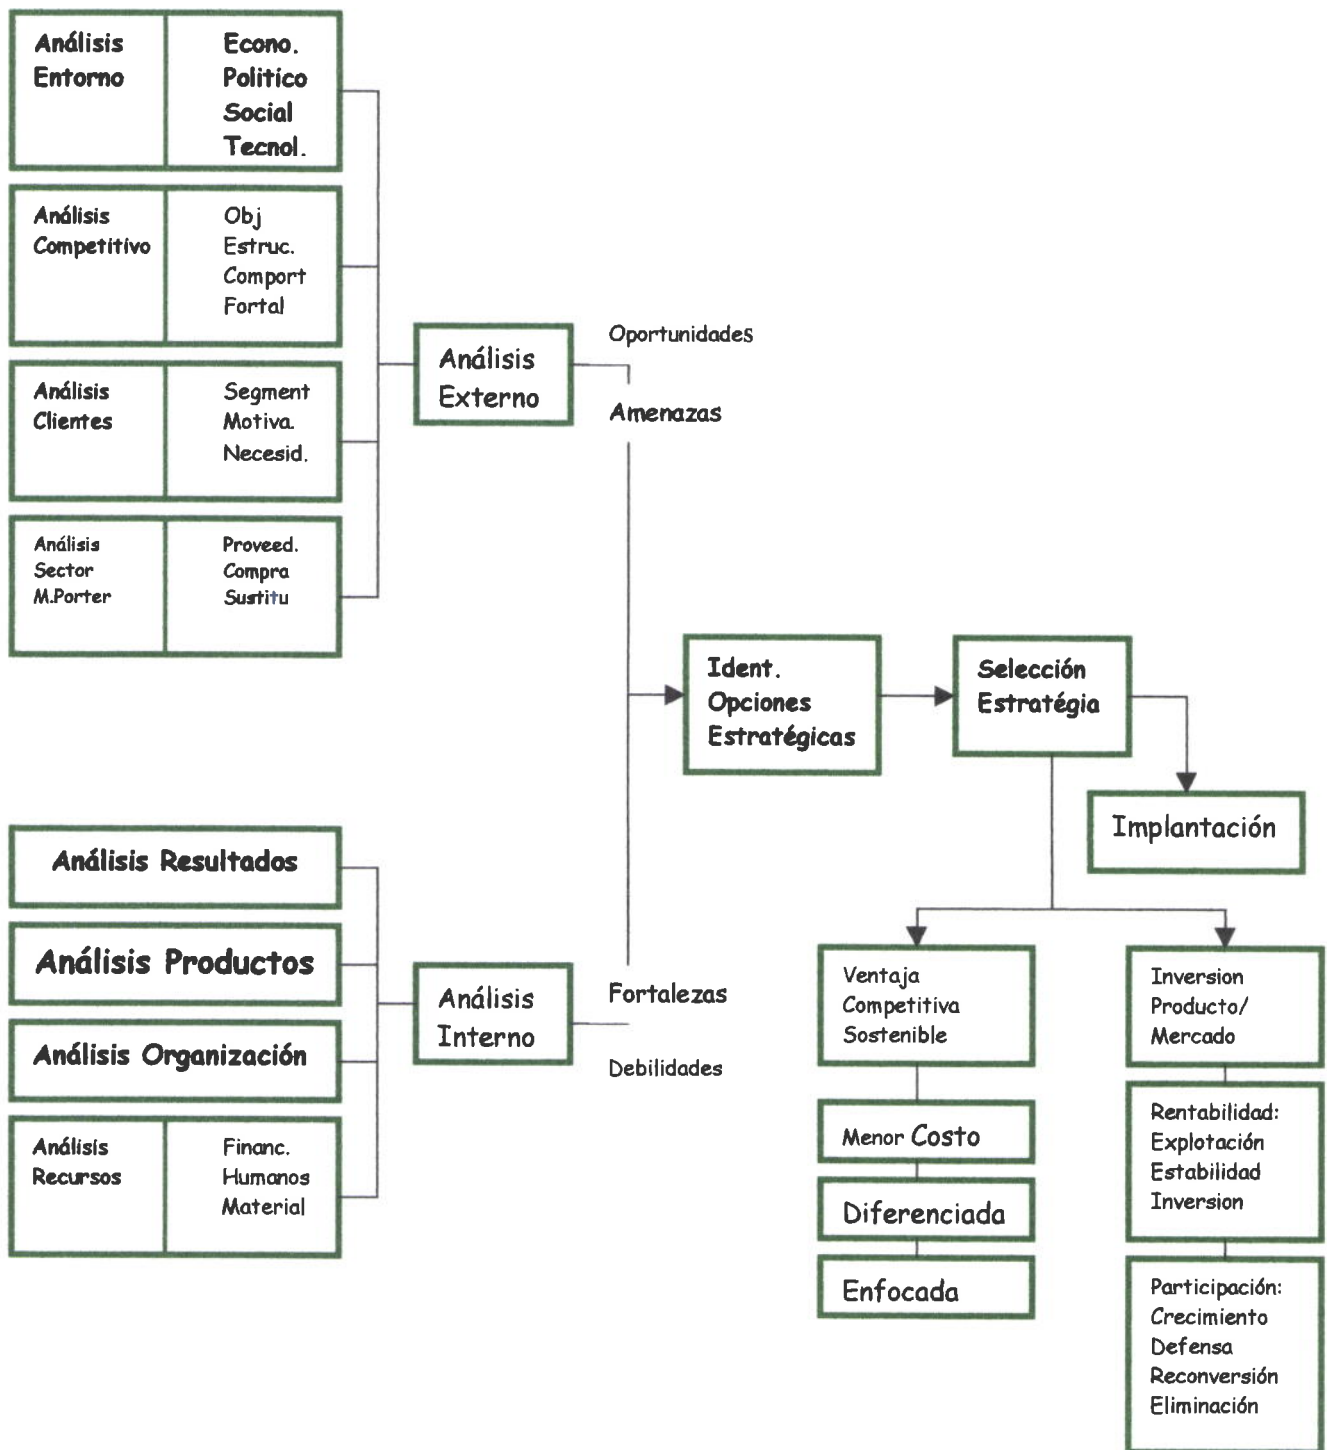 Análisis
Entorno
Econo.
Politico
Social
Tecnol.
Análisis
Competitivo
Obj
Estruc.
Comport
Fortal
Análisis
Clientes
Segment
Motiva.
Necesid.
Análisis
Sector
M.Porter
Proveed.
Compra
Sustitu
Análisis
Externo
Oportunidades
Amenazas
Ident.
Opciones
Estratégicas
Selección
Estratégia
Implantación
Análisis Resultados
Análisis Productos
Análisis Organización
Análisis
Recursos
Financ.
Humanos
Material
Análisis
Interno
Fortalezas
Debilidades
Ventaja
Competitiva
Sostenible
Menor Costo
Diferenciada
Enfocada
Inversion
Producto/
Mercado
Rentabilidad:
Explotación
Estabilidad
Inversion
Participación:
Crecimiento
Defensa
Reconversión
Eliminación